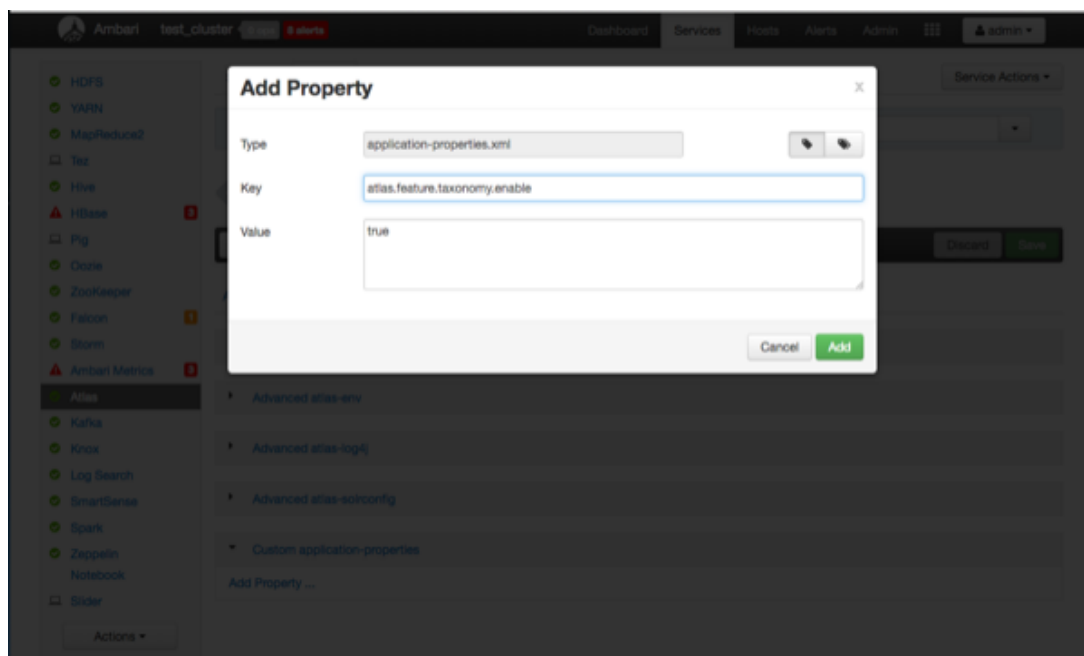 Ambari test_cluster 8 alerts Dashboard Services Hosts Alerts Admin admin
Service Actions
HDFS
YARN
MapReduce2
Tez
Hive
HBase
Pig
Oozie
ZooKeeper
Falcon 1
Storm
Ambari Metrics
Atlas
Kafka
Knox
Log Search
SmartSense
Spark
Zeppelin
Notebook
Slider
Actions
Add Property x
Type application-properties.xml
Key atlas.feature.taxonomy.enable
Value true
Cancel Add
Discard Save
Advanced atlas-env
Advanced atlas-log4j
Advanced atlas-solrconfig
Custom application-properties
Add Property ...